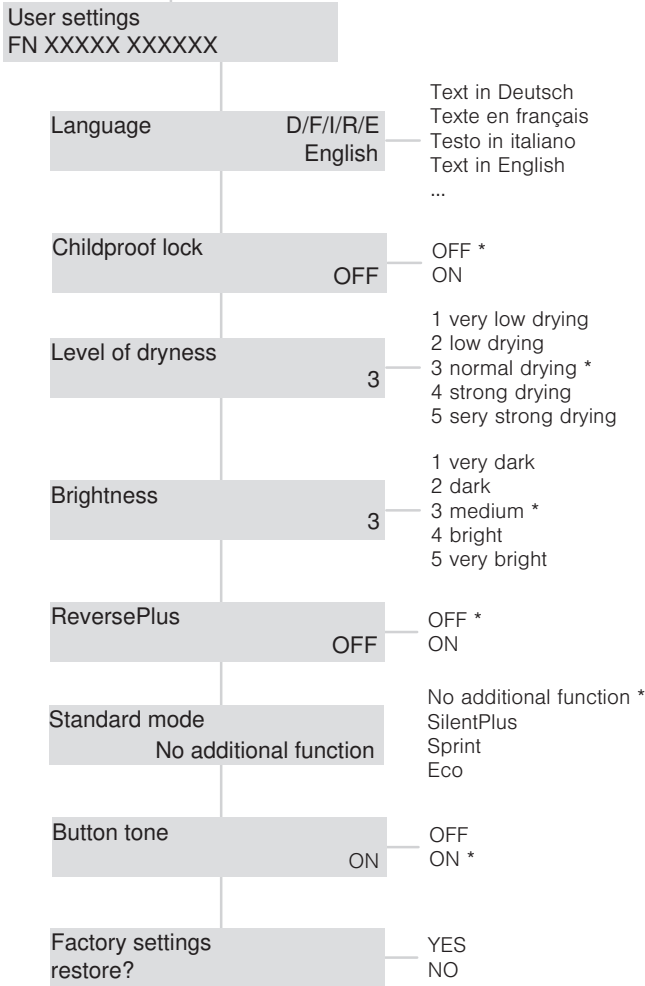 User settings
FN XXXXX XXXXXX
Language D/F/I/R/E
English
Text in Deutsch
Texte en français
Testo in italiano
Text in English
...
Childproof lock
OFF
OFF *
ON
Level of dryness
3
1 very low drying
2 low drying
3 normal drying *
4 strong drying
5 sery strong drying
Brightness
3
1 very dark
2 dark
3 medium *
4 bright
5 very bright
ReversePlus
OFF
OFF *
ON
Standard mode
No additional function
No additional function *
SilentPlus
Sprint
Eco
Button tone
ON
OFF
ON *
Factory settings
restore?
YES
NO